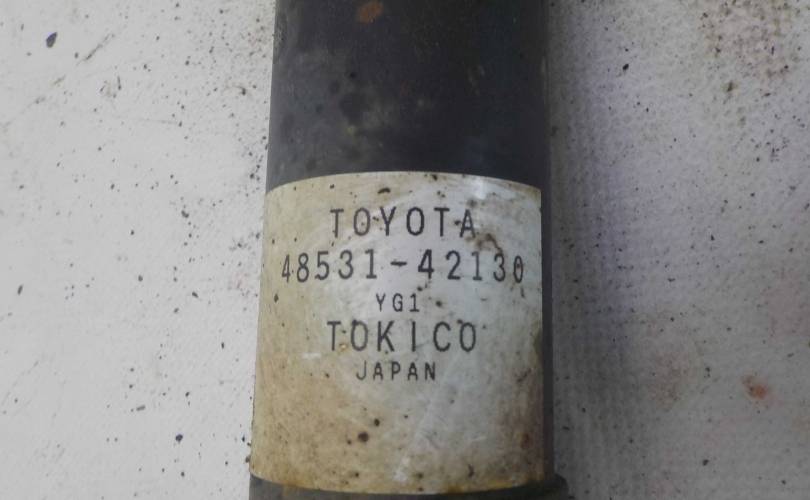 TOYOTA
48531-42130
YG1
TOKICO
JAPAN